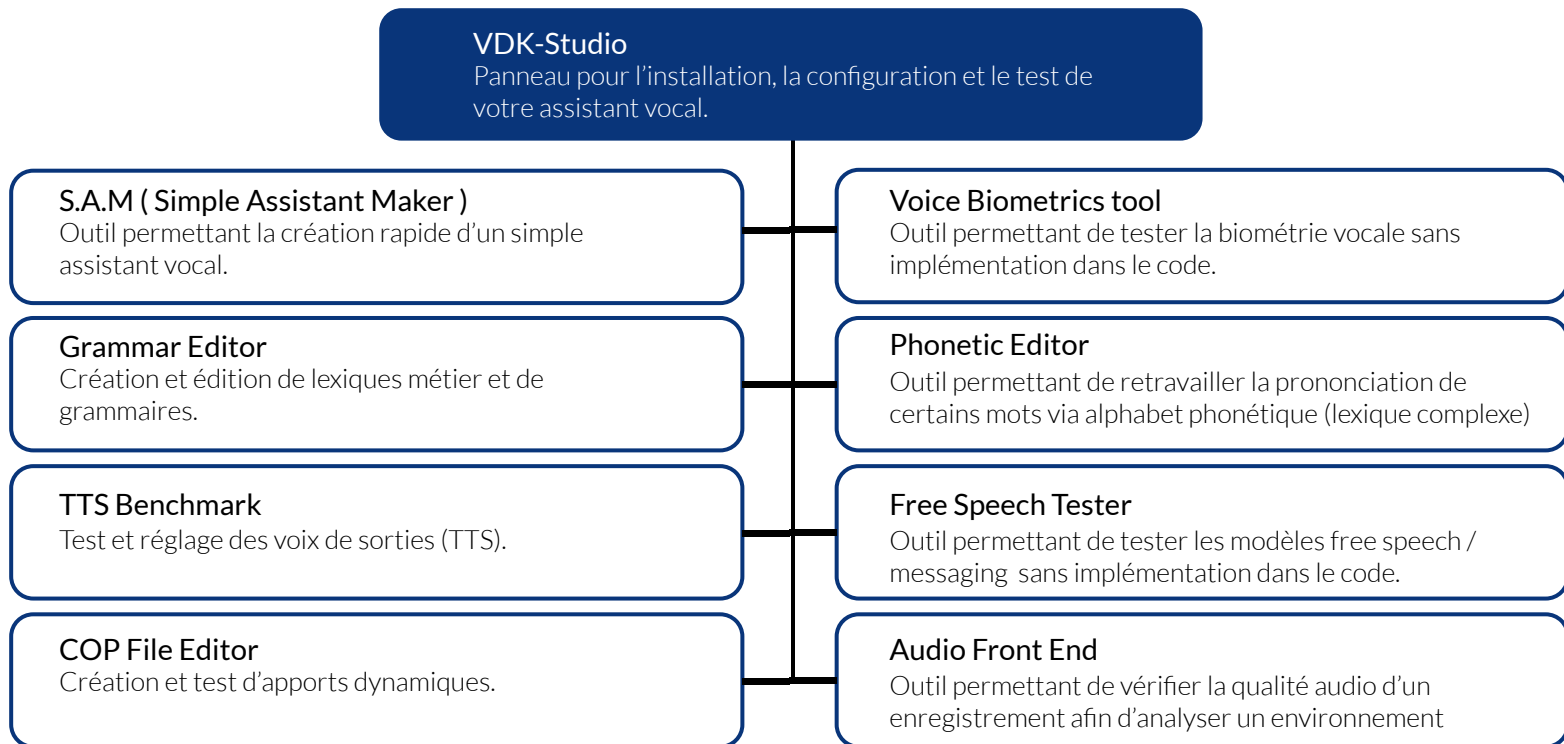 VDK-Studio
Panneau pour l’installation, la configuration et le test de
votre assistant vocal.
S.A.M ( Simple Assistant Maker )
Outil permettant la création rapide d’un simple
assistant vocal.
Voice Biometrics tool
Outil permettant de tester la biométrie vocale sans
implémentation dans le code.
Grammar Editor
Création et édition de lexiques métier et de
grammaires.
Phonetic Editor
Outil permettant de retravailler la prononciation de
certains mots via alphabet phonétique (lexique complexe)
TTS Benchmark
Test et réglage des voix de sorties (TTS).
Free Speech Tester
Outil permettant de tester les modèles free speech /
messaging  sans implémentation dans le code.
COP File Editor
Création et test d’apports dynamiques.
Audio Front End
Outil permettant de vérifier la qualité audio d’un
enregistrement afin d’analyser un environnement